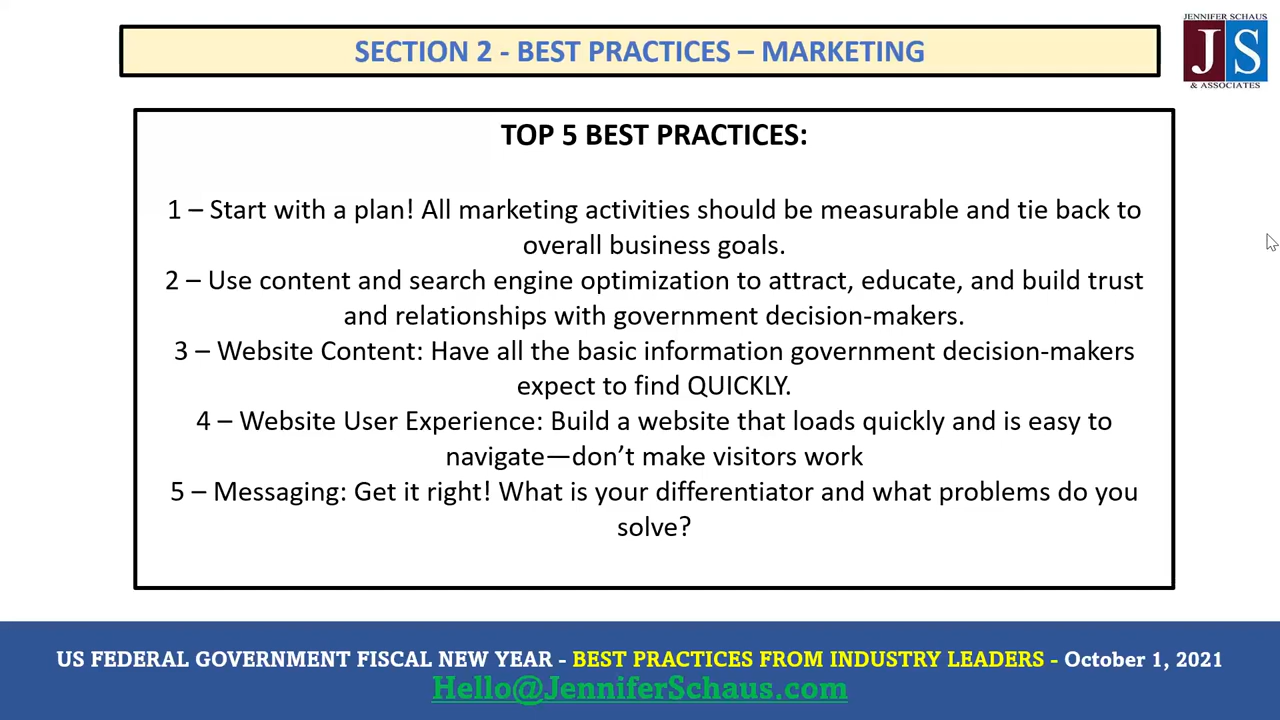 SECTION 2 - BEST PRACTICES – MARKETING
JENNIFER SCHAUS
JS
& ASSOCIATES
TOP 5 BEST PRACTICES:
1 – Start with a plan! All marketing activities should be measurable and tie back to
overall business goals.
2 – Use content and search engine optimization to attract, educate, and build trust
and relationships with government decision-makers.
3 – Website Content: Have all the basic information government decision-makers
expect to find QUICKLY.
4 – Website User Experience: Build a website that loads quickly and is easy to
navigate—don’t make visitors work
5 – Messaging: Get it right! What is your differentiator and what problems do you
solve?
US FEDERAL GOVERNMENT FISCAL NEW YEAR - BEST PRACTICES FROM INDUSTRY LEADERS - October 1, 2021
Hello@JenniferSchaus.com